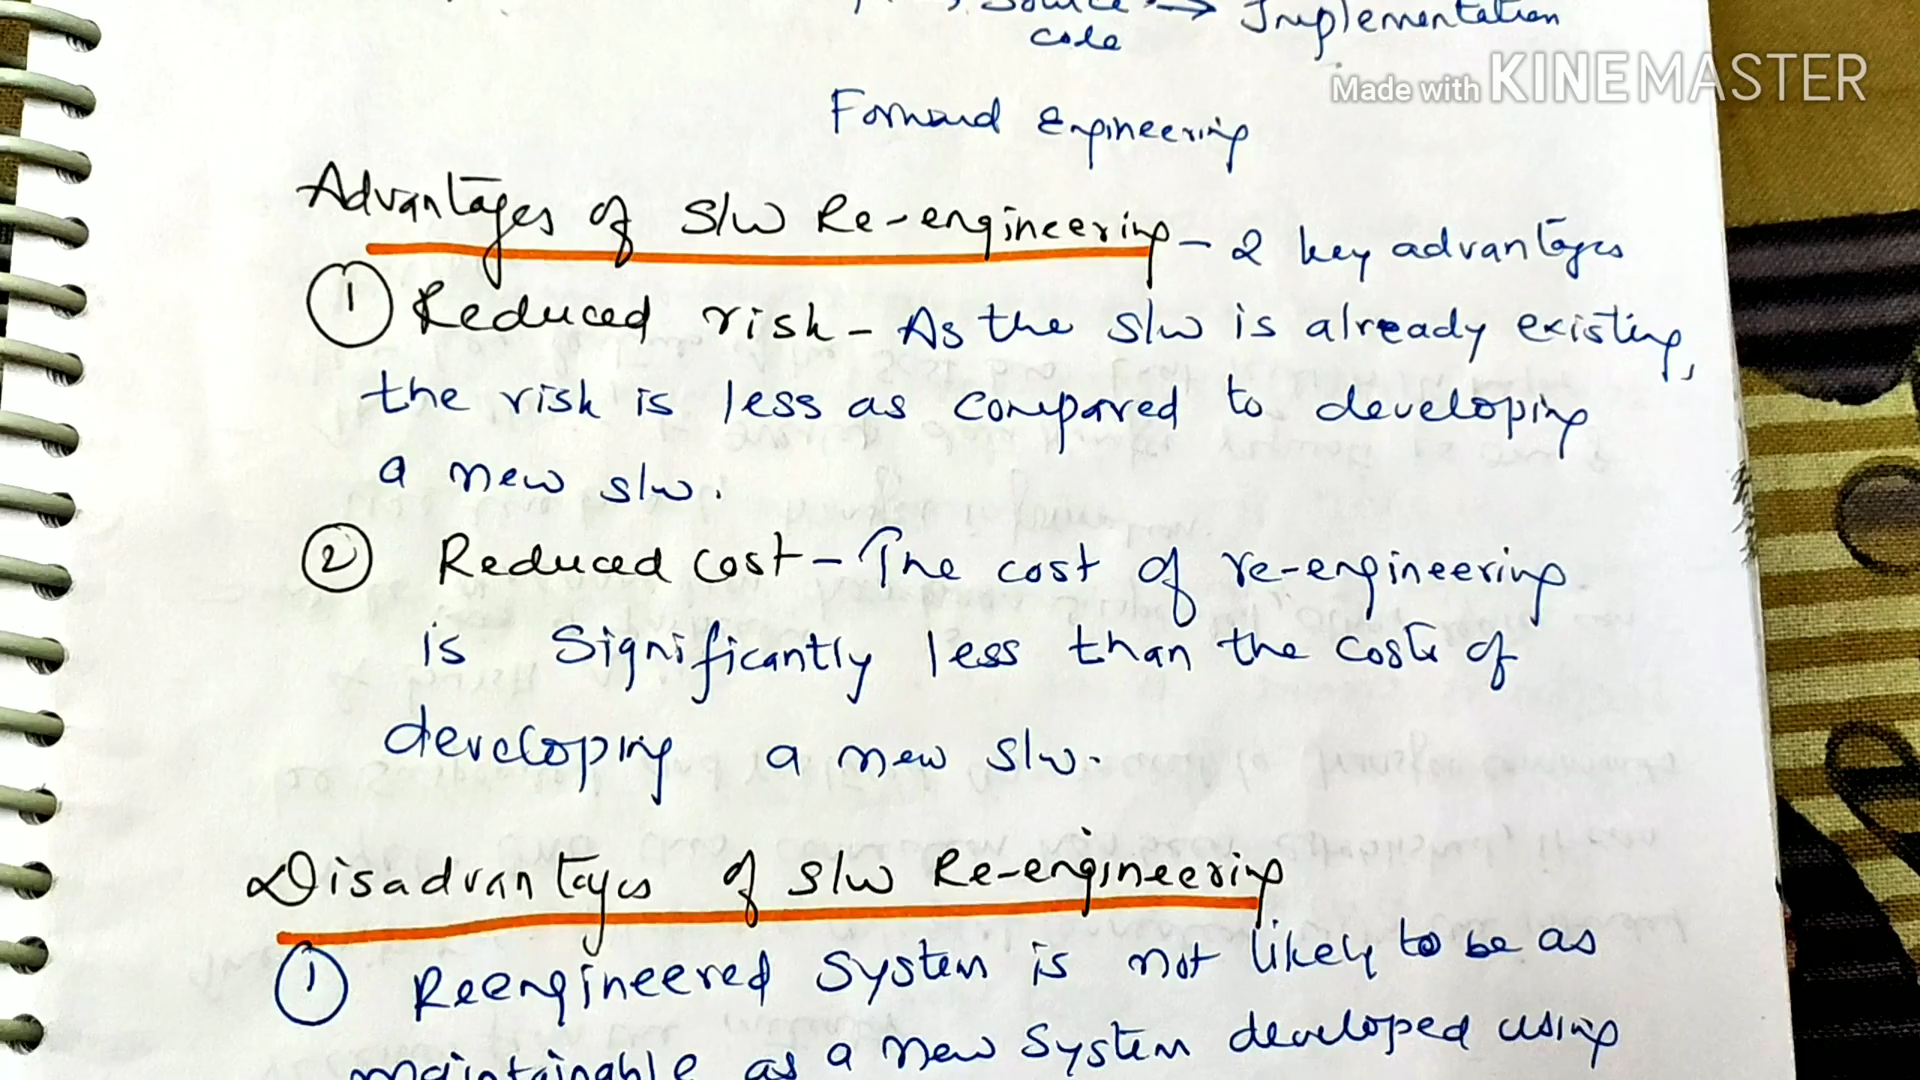 Source → Implementation
code
Made with KINEMASTER
Forward Engineering
Advantages of S/w Re-engineering - 2 key advantages
① Reduced risk - As the s/w is already existing,
the risk is less as compared to developing
a new s/w.
② Reduced cost - The cost of re-engineering
is significantly less than the costs of
developing a new s/w.
Disadvantages of s/w Re-engineering
① Reengineered System is not likely to be as
maintainable as a new System developed using